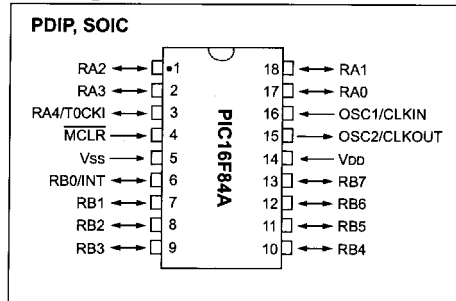 PDIP, SOIC
RA2 1 18 RA1
RA3 2 17 RA0
RA4/T0CKI 3 16 OSC1/CLKIN
MCLR 4 15 OSC2/CLKOUT
Vss 5 14 VDD
RB0/INT 6 13 RB7
RB1 7 12 RB6
RB2 8 11 RB5
RB3 9 10 RB4
PIC16F84A